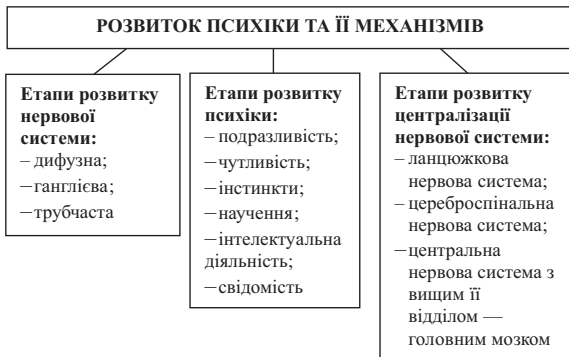 РОЗВИТОК ПСИХІКИ ТА ЇЇ МЕХАНІЗМІВ
Етапи розвитку
нервової
системи:
– дифузна;
– ганглієва;
– трубчаста
Етапи розвитку
психіки:
– подразливість;
– чутливість;
– інстинкти;
– научення;
– інтелектуальна
діяльність;
– свідомість
Етапи розвитку
централізації
нервової системи:
– ланцюжкова
нервова система;
– цереброспінальна
нервова система;
– центральна
нервова система з
вищим її
відділом —
головним мозком